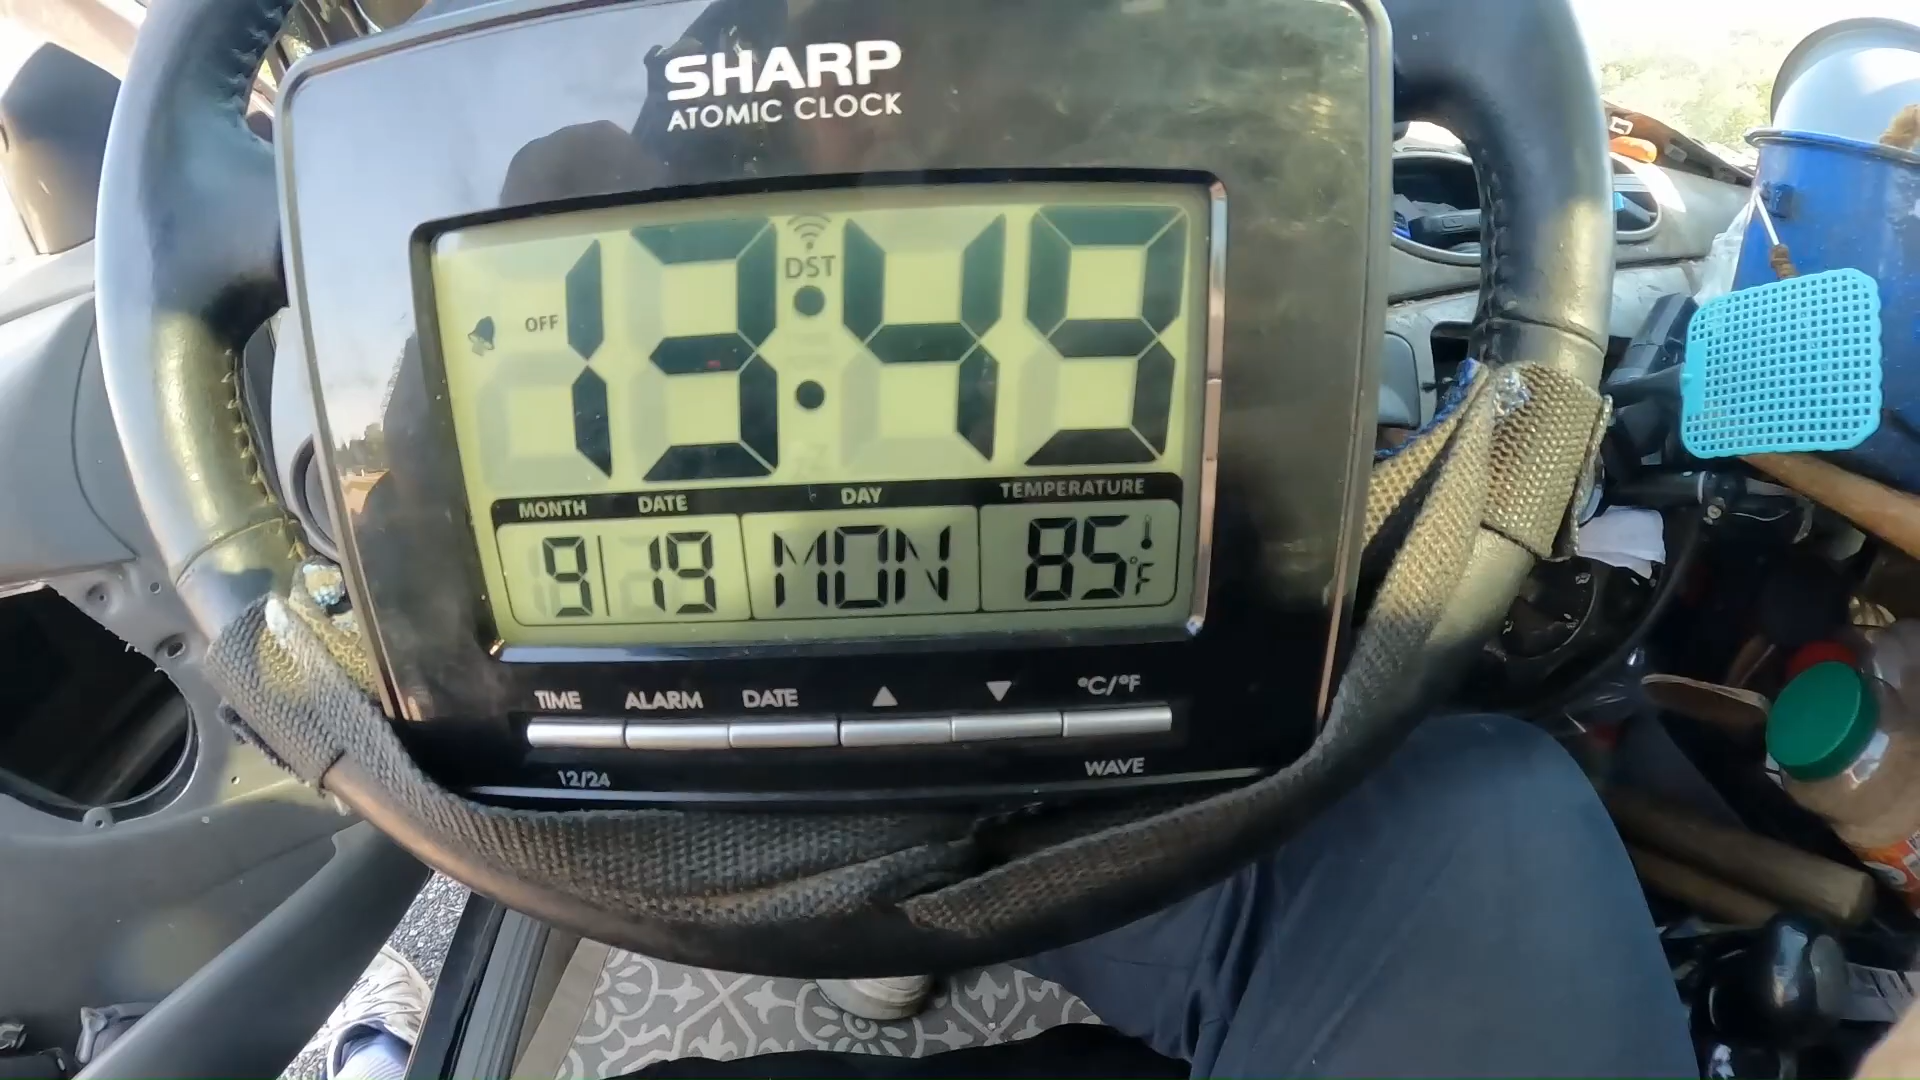 SHARP
ATOMIC CLOCK
DST
OFF
13:49
MONTH DATE DAY TEMPERATURE
9 19 MON 85°F
TIME ALARM DATE ▲ ▼ °C/°F
12/24 WAVE